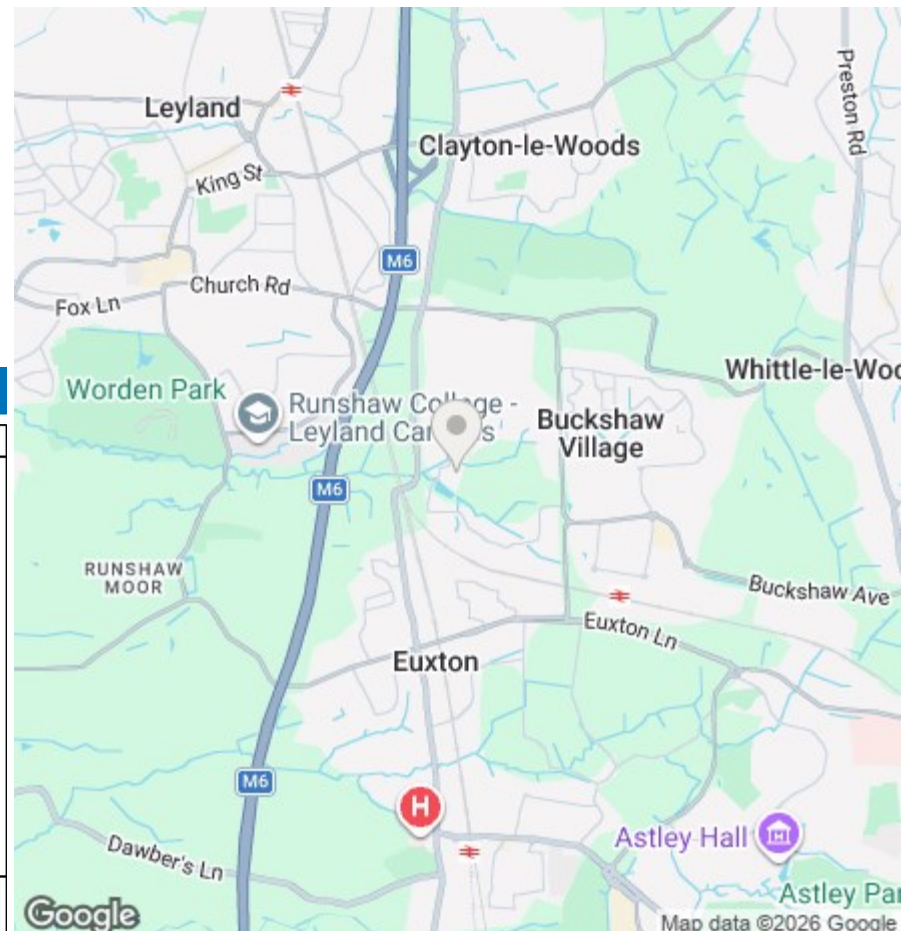 Leyland
Preston Rd
Clayton-le-Woods
King St
M6
Church Rd
Fox Ln
Whittle-le-Woo
Worden Park
Runshaw College -
Leyland Campus
Buckshaw
Village
M6
RUNSHAW
MOOR
Buckshaw Ave
Euxton Ln
Euxton
M6
H
Astley Hall
Dawber's Ln
Astley Par
Google
Map data ©2026 Google